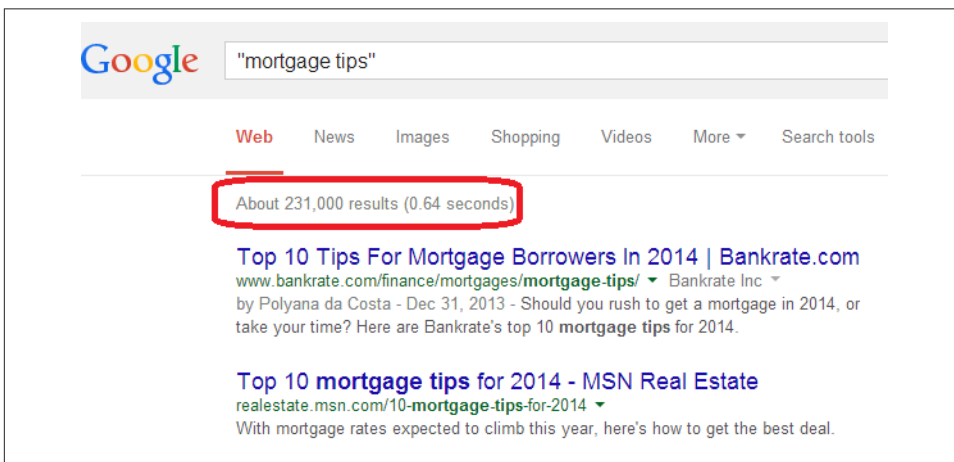 Google "mortgage tips"
Web News Images Shopping Videos More Search tools
About 231,000 results (0.64 seconds)
Top 10 Tips For Mortgage Borrowers In 2014 | Bankrate.com
www.bankrate.com/finance/mortgages/mortgage-tips/ Bankrate Inc
by Polyana da Costa - Dec 31, 2013 - Should you rush to get a mortgage in 2014, or
take your time? Here are Bankrate's top 10 mortgage tips for 2014.
Top 10 mortgage tips for 2014 - MSN Real Estate
realestate.msn.com/10-mortgage-tips-for-2014
With mortgage rates expected to climb this year, here's how to get the best deal.